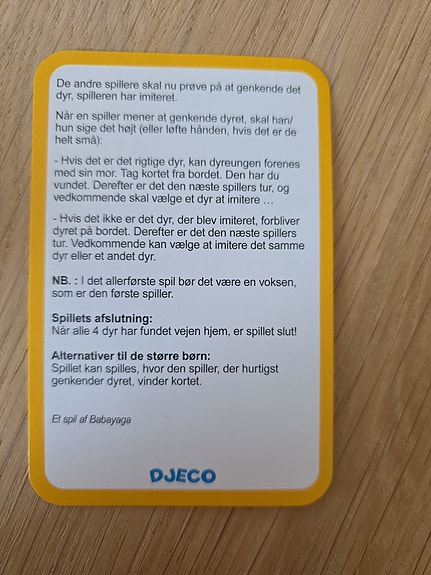 De andre spillere skal nu prøve på at genkende det
dyr, spilleren har imiteret.
Når en spiller mener at genkende dyret, skal han/
hun sige det højt (eller løfte hånden, hvis det er de
helt små):
- Hvis det er det rigtige dyr, kan dyreungen forenes
med sin mor. Tag kortet fra bordet. Den har du
vundet. Derefter er det den næste spillers tur, og
vedkommende skal vælge et dyr at imitere ...
- Hvis det ikke er det dyr, der blev imiteret, forbliver
dyret på bordet. Derefter er det den næste spillers
tur. Vedkommende kan vælge at imitere det samme
dyr eller et andet dyr.
NB. : I det allerførste spil bør det være en voksen,
som er den første spiller.
Spillets afslutning:
Når alle 4 dyr har fundet vejen hjem, er spillet slut!
Alternativer til de større børn:
Spillet kan spilles, hvor den spiller, der hurtigst
genkender dyret, vinder kortet.
Et spil af Babayaga
DJECO